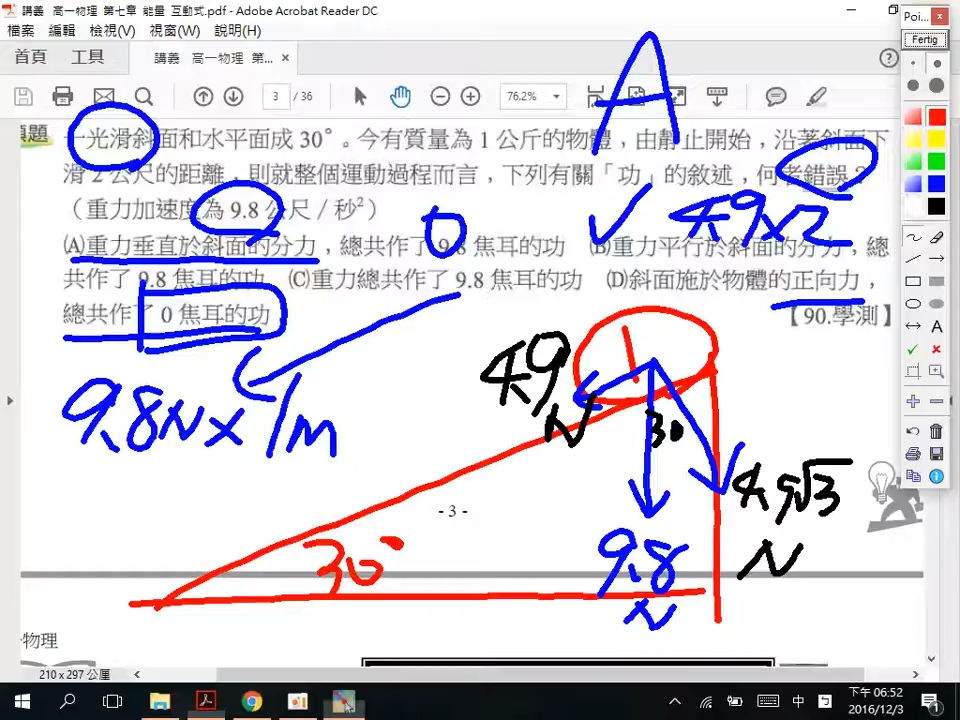 講義 高一物理 第七章 能量 互動式.pdf - Adobe Acrobat Reader DC
檔案 編輯 檢視(V) 視窗(W) 說明(H)
首頁 工具 講義 高一物理 第七... ×
3 / 36 76.2%
A
題 一光滑斜面和水平面成 30°。今有質量為 1 公斤的物體,由靜止開始,沿著斜面下
滑 2 公尺的距離,則就整個運動過程而言,下列有關「功」的敘述,何者錯誤?
(重力加速度為 9.8 公尺/秒²)
0 4.9x2
(A)重力垂直於斜面的分力,總共作了 9.8 焦耳的功 (B)重力平行於斜面的分力,總
共作了 9.8 焦耳的功 (C)重力總共作了 9.8 焦耳的功 (D)斜面施於物體的正向力,
總共作了 0 焦耳的功 【90.學測】
9.8N x 1m
4.9
N
1
30
4.9√3
N
- 3 -
30°
9.8
N
物理
210 x 297 公厘
Poi...
Fertig
A
中
下午 06:52
2016/12/3
1